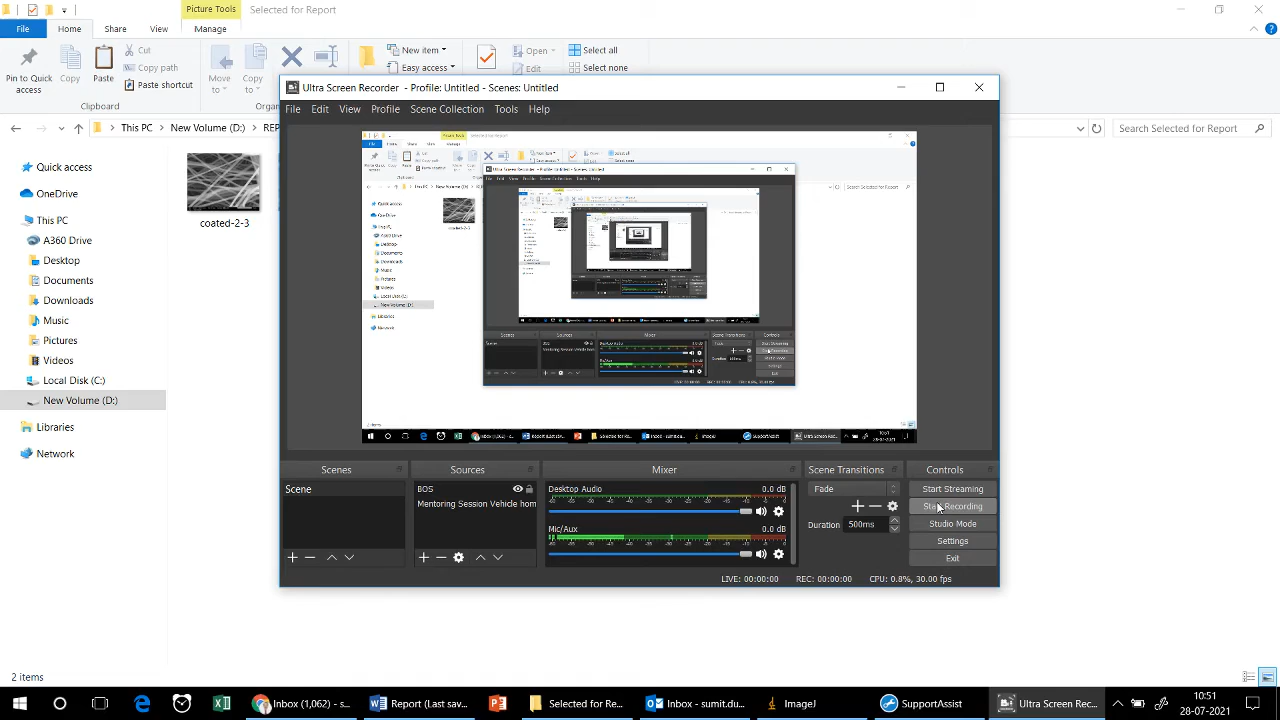 Picture Tools
Selected for Report
File
Home
Share
View
Manage
Pin to Quick access
Copy
Paste
Cut
Copy path
Paste shortcut
Clipboard
Move to
Copy to
Organ
New item
Easy access
Open
Edit
Select all
Select none
This PC
New Volume (D:)
REP
Search Selected for Report
Quick access
OneDrive
This PC
A360 Drive
Desktop
Documents
Downloads
Music
Local Disk (C:)
New Volume (D:)
Libraries
Network
coated-2-3
2 items
Ultra Screen Recorder - Profile: Untitled - Scenes: Untitled
File Edit View Profile Scene Collection Tools Help
Scenes
Scene
Sources
BOS
Mentoring Session Vehicle hom
Mixer
Desktop Audio
0.0 dB
Mic/Aux
0.0 dB
Scene Transitions
Fade
Duration 500ms
Controls
Start Streaming
Start Recording
Studio Mode
Settings
Exit
LIVE: 00:00:00 REC: 00:00:00 CPU: 0.8%, 30.00 fps
Inbox (1,062) - s...
Report (Last sav...
Selected for Re...
Inbox - sumit.du...
ImageJ
SupportAssist
Ultra Screen Rec...
10:51
28-07-2021